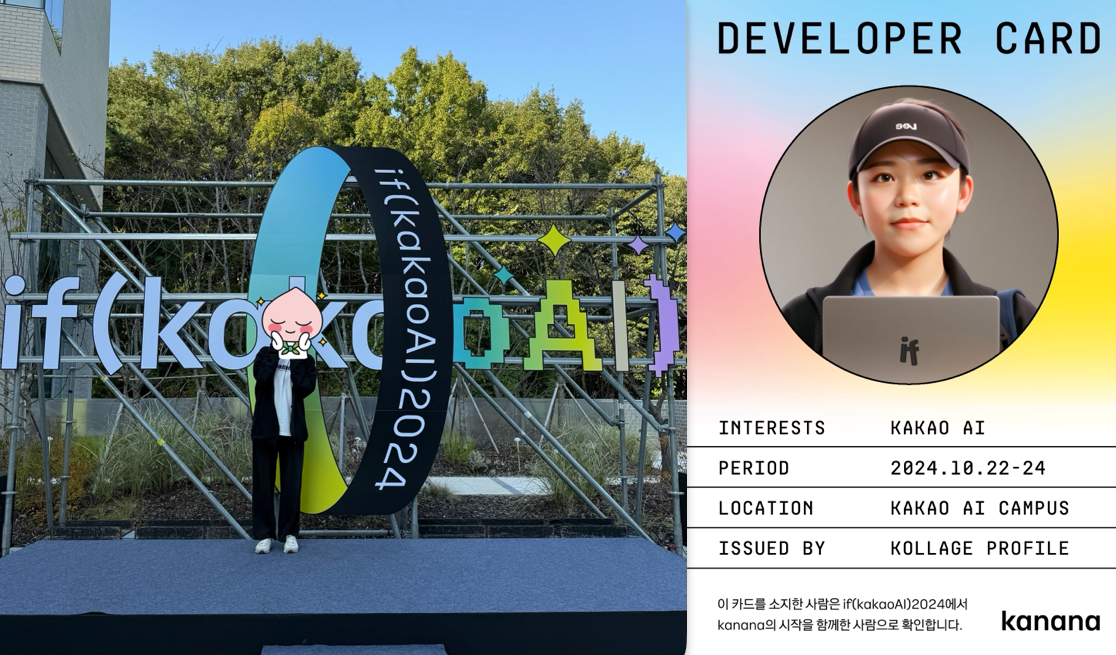 if(kakaoAI)
if(kakaoAI)2024
DEVELOPER CARD
if
INTERESTS KAKAO AI
PERIOD 2024.10.22-24
LOCATION KAKAO AI CAMPUS
ISSUED BY KOLLAGE PROFILE
이 카드를 소지한 사람은 if(kakaoAI)2024에서
kanana의 시작을 함께한 사람으로 확인합니다.
kanana